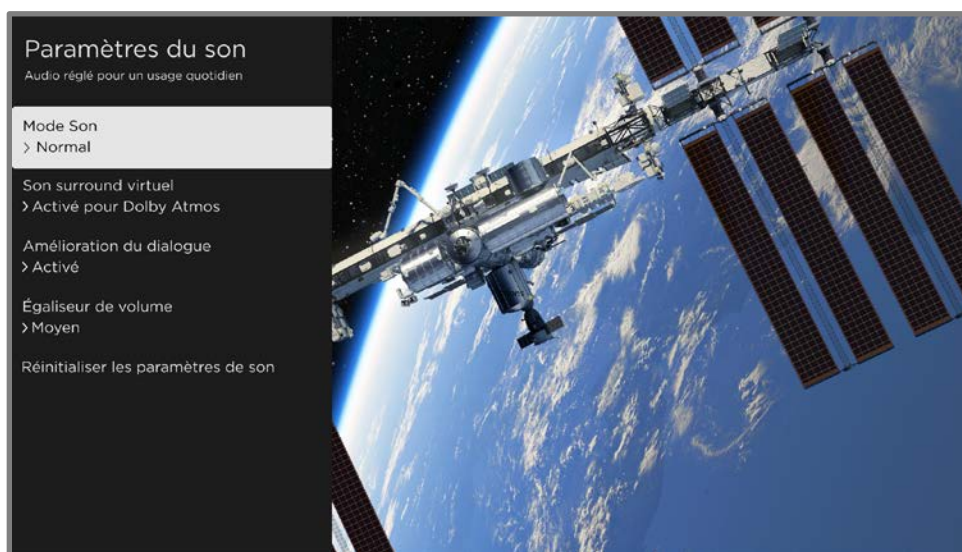 Paramètres du son
Audio réglé pour un usage quotidien
Mode Son
> Normal
Son surround virtuel
> Activé pour Dolby Atmos
Amélioration du dialogue
> Activé
Égaliseur de volume
> Moyen
Réinitialiser les paramètres de son